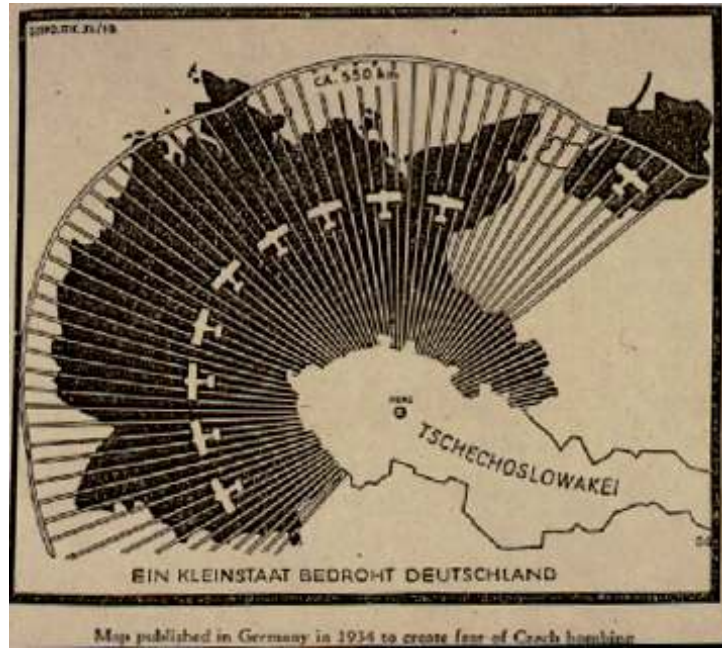 CA. 550 km
TSCHECHOSLOWAKEI
EIN KLEINSTAAT BEDROHT DEUTSCHLAND
Map published in Germany in 1934 to create fear of Czech bombing